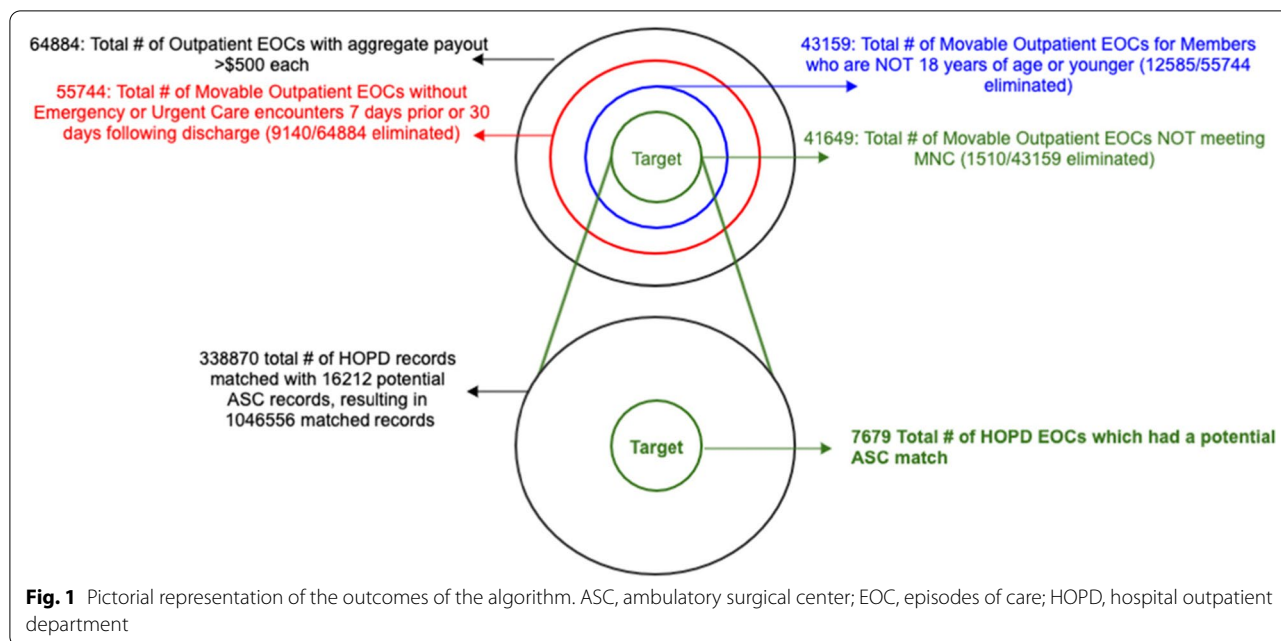 64884: Total # of Outpatient EOCs with aggregate payout
>$500 each
55744: Total # of Movable Outpatient EOCs without
Emergency or Urgent Care encounters 7 days prior or 30
days following discharge (9140/64884 eliminated)
43159: Total # of Movable Outpatient EOCs for Members
who are NOT 18 years of age or younger (12585/55744
eliminated)
41649: Total # of Movable Outpatient EOCs NOT meeting
MNC (1510/43159 eliminated)
Target
338870 total # of HOPD records
matched with 16212 potential
ASC records, resulting in
1046556 matched records
Target
7679 Total # of HOPD EOCs which had a potential
ASC match
Fig. 1 Pictorial representation of the outcomes of the algorithm. ASC, ambulatory surgical center; EOC, episodes of care; HOPD, hospital outpatient
department